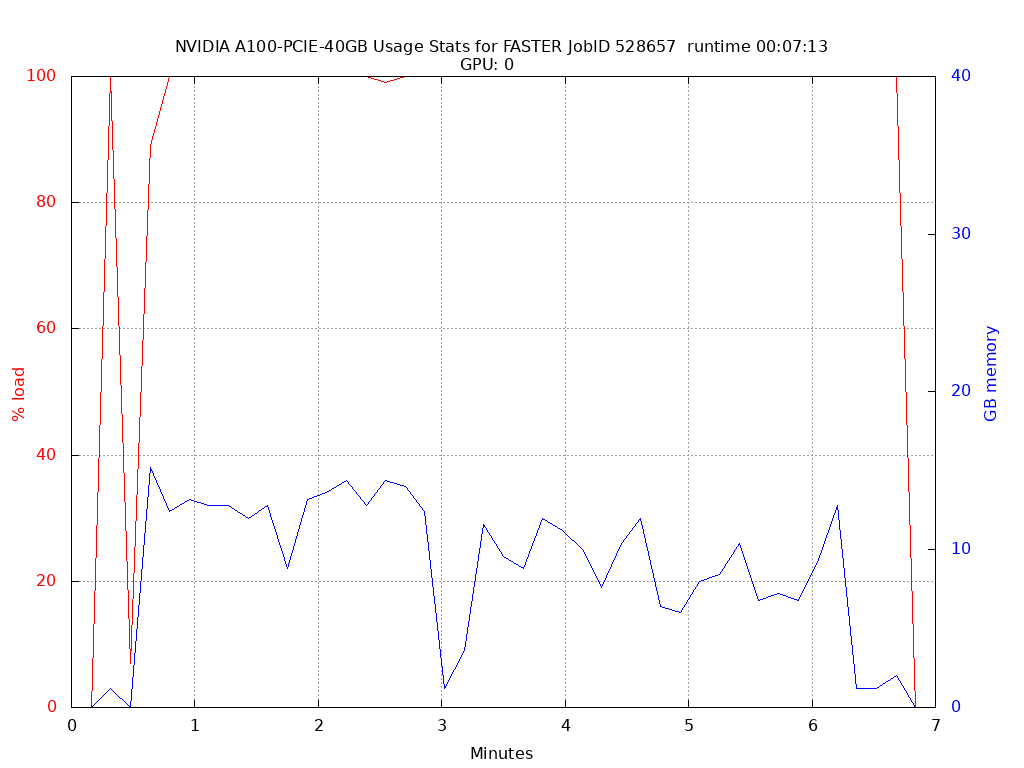 NVIDIA A100-PCIE-40GB Usage Stats for FASTER JobID 528657  runtime 00:07:13
GPU: 0
100
80
60
40
20
0
% load
40
30
20
10
0
GB memory
0 1 2 3 4 5 6 7
Minutes